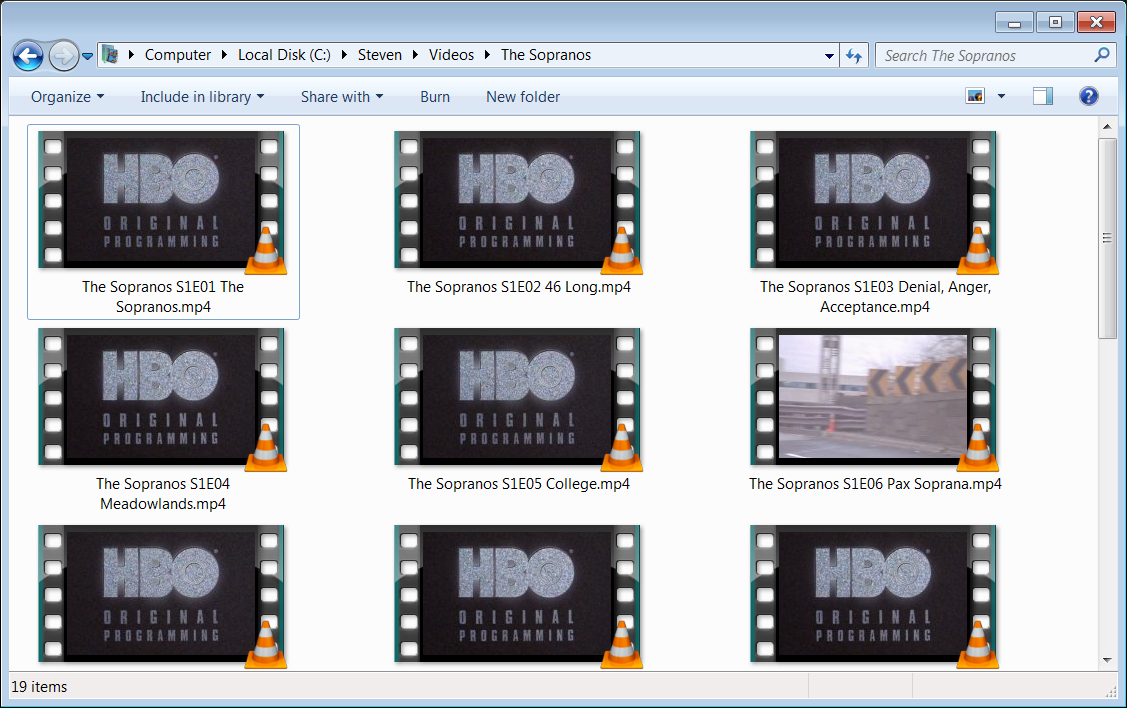 Computer Local Disk (C:) Steven Videos The Sopranos Search The Sopranos
Organize Include in library Share with Burn New folder
HBO HBO HBO
ORIGINAL ORIGINAL ORIGINAL
PROGRAMMING PROGRAMMING PROGRAMMING
The Sopranos S1E01 The
Sopranos.mp4
The Sopranos S1E02 46 Long.mp4
The Sopranos S1E03 Denial, Anger,
Acceptance.mp4
HBO HBO
ORIGINAL ORIGINAL
PROGRAMMING PROGRAMMING
The Sopranos S1E04
Meadowlands.mp4
The Sopranos S1E05 College.mp4
The Sopranos S1E06 Pax Soprana.mp4
HBO HBO HBO
ORIGINAL ORIGINAL ORIGINAL
PROGRAMMING PROGRAMMING PROGRAMMING
19 items